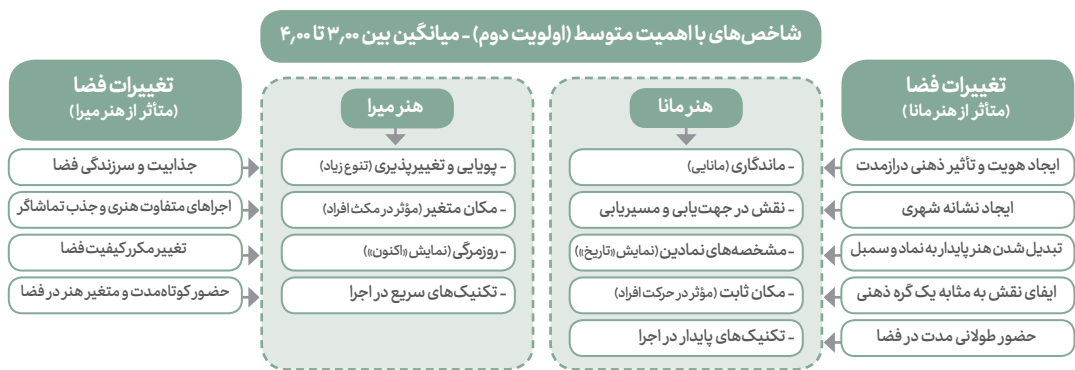 شاخص‌های با اهمیت متوسط (اولویت دوم) - میانگین بین ۳٫۰۰ تا ۴٫۰۰
تغییرات فضا
(متأثر از هنر مانا)
ایجاد هویت و تأثیر ذهنی درازمدت
ایجاد نشانه شهری
تبدیل شدن هنر پایدار به نماد و سمبل
ایفای نقش به مثابه یک گره ذهنی
حضور طولانی مدت در فضا
هنر مانا
- ماندگاری (مانایی)
- نقش در جهت‌یابی و مسیریابی
- مشخصه‌های نمادین (نمایش «تاریخ»)
- مکان ثابت (مؤثر در حرکت افراد)
- تکنیک‌های پایدار در اجرا
هنر میرا
- پویایی و تغییرپذیری (تنوع زیاد)
- مکان متغیر (مؤثر در مکث افراد)
- روزمرگی (نمایش «اکنون»)
- تکنیک‌های سریع در اجرا
تغییرات فضا
(متأثر از هنر میرا)
جذابیت و سرزندگی فضا
اجراهای متفاوت هنری و جذب تماشاگر
تغییر مکرر کیفیت فضا
حضور کوتاه‌مدت و متغیر هنر در فضا